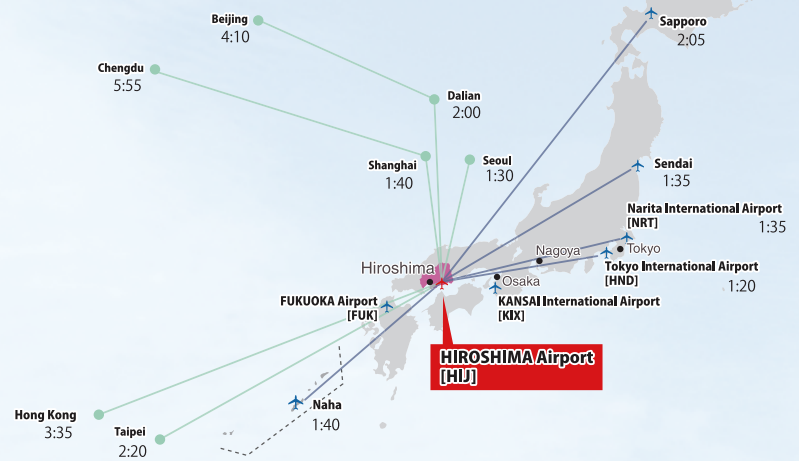 Beijing
4:10
Sapporo
2:05
Chengdu
5:55
Dalian
2:00
Shanghai
1:40
Seoul
1:30
Sendai
1:35
Narita International Airport
[NRT]
1:35
Tokyo
Nagoya
Tokyo International Airport
[HND]
1:20
Hiroshima
Osaka
FUKUOKA Airport
[FUK]
KANSAI International Airport
[KIX]
HIROSHIMA Airport
[HIJ]
Naha
1:40
Hong Kong
3:35
Taipei
2:20